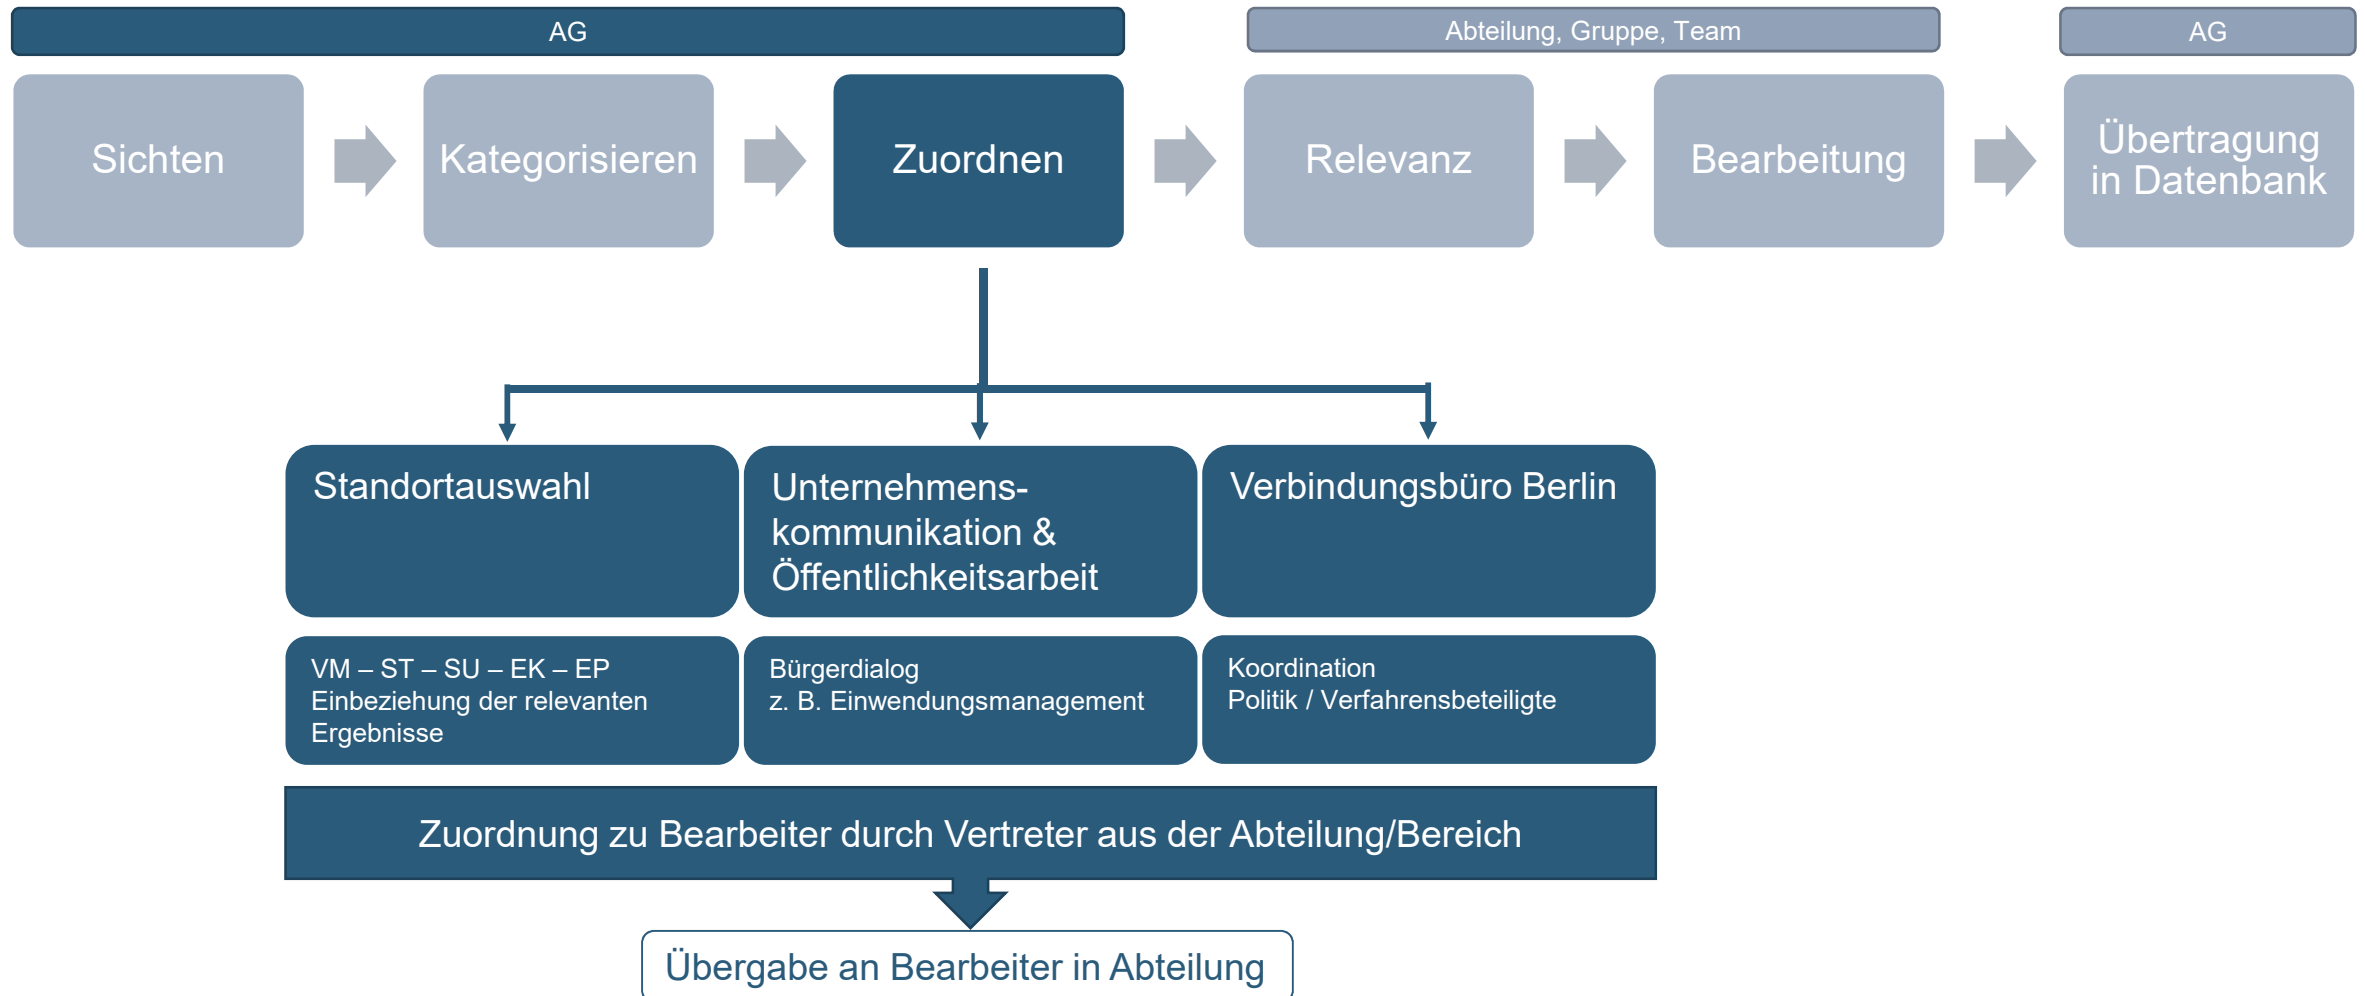 AG
Abteilung, Gruppe, Team
AG
Sichten
Kategorisieren
Zuordnen
Relevanz
Bearbeitung
Übertragung
in Datenbank
Standortauswahl
Unternehmens-
kommunikation &
Öffentlichkeitsarbeit
Verbindungsbüro Berlin
VM – ST – SU – EK – EP
Einbeziehung der relevanten
Ergebnisse
Bürgerdialog
z. B. Einwendungsmanagement
Koordination
Politik / Verfahrensbeteiligte
Zuordnung zu Bearbeiter durch Vertreter aus der Abteilung/Bereich
Übergabe an Bearbeiter in Abteilung